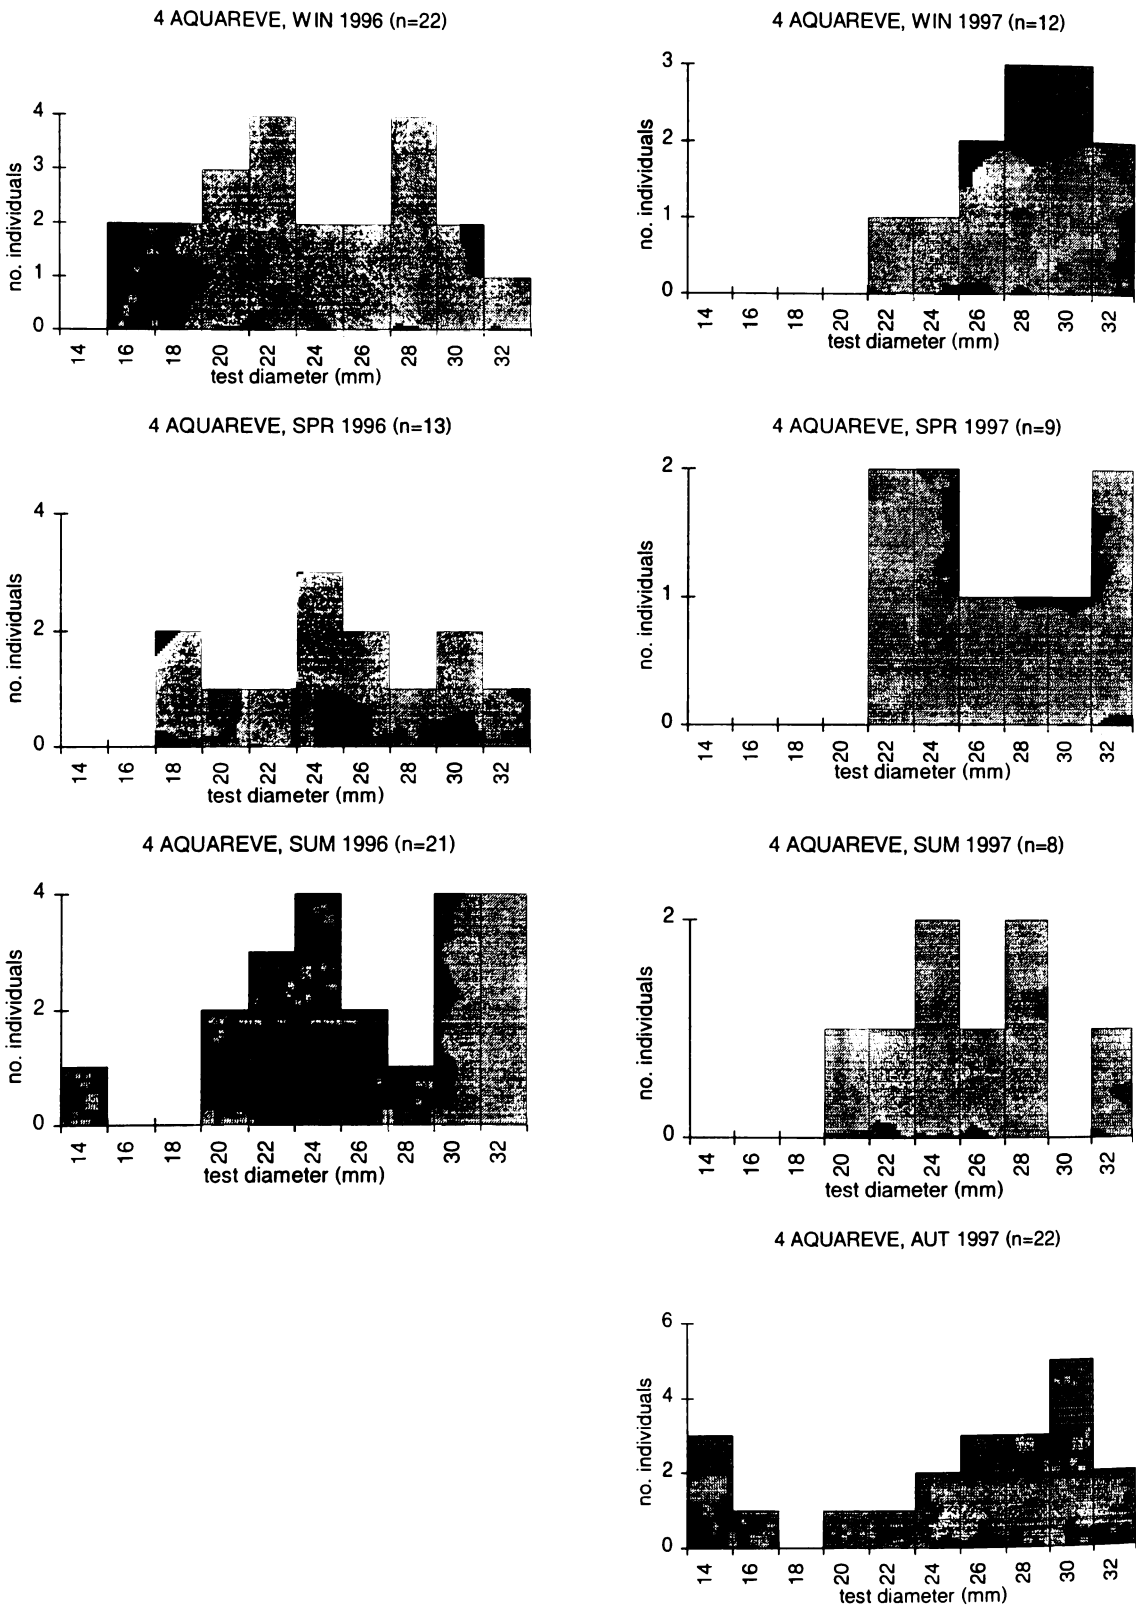 4 AQUAREVE, WIN 1996 (n=22)
no. individuals
4
3
2
1
0
14 16 18 20 22 24 26 28 30 32
test diameter (mm)
4 AQUAREVE, WIN 1997 (n=12)
no. individuals
3
2
1
0
14 16 18 20 22 24 26 28 30 32
test diameter (mm)
4 AQUAREVE, SPR 1996 (n=13)
no. individuals
4
2
0
14 16 18 20 22 24 26 28 30 32
test diameter (mm)
4 AQUAREVE, SPR 1997 (n=9)
no. individuals
2
1
0
14 16 18 20 22 24 26 28 30 32
test diameter (mm)
4 AQUAREVE, SUM 1996 (n=21)
no. individuals
4
2
0
14 16 18 20 22 24 26 28 30 32
test diameter (mm)
4 AQUAREVE, SUM 1997 (n=8)
no. individuals
2
1
0
14 16 18 20 22 24 26 28 30 32
test diameter (mm)
4 AQUAREVE, AUT 1997 (n=22)
no. individuals
6
4
2
0
14 16 18 20 22 24 26 28 30 32
test diameter (mm)